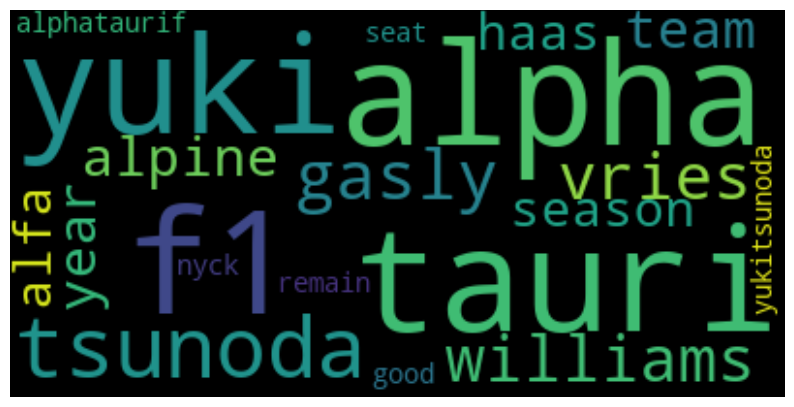 alphataurif
seat
haas
team
yuki
alpha
alpine
gasly
vries
alfa
year
f1
nyck
remain
season
yukitsunoda
tauri
tsunoda
good
williams